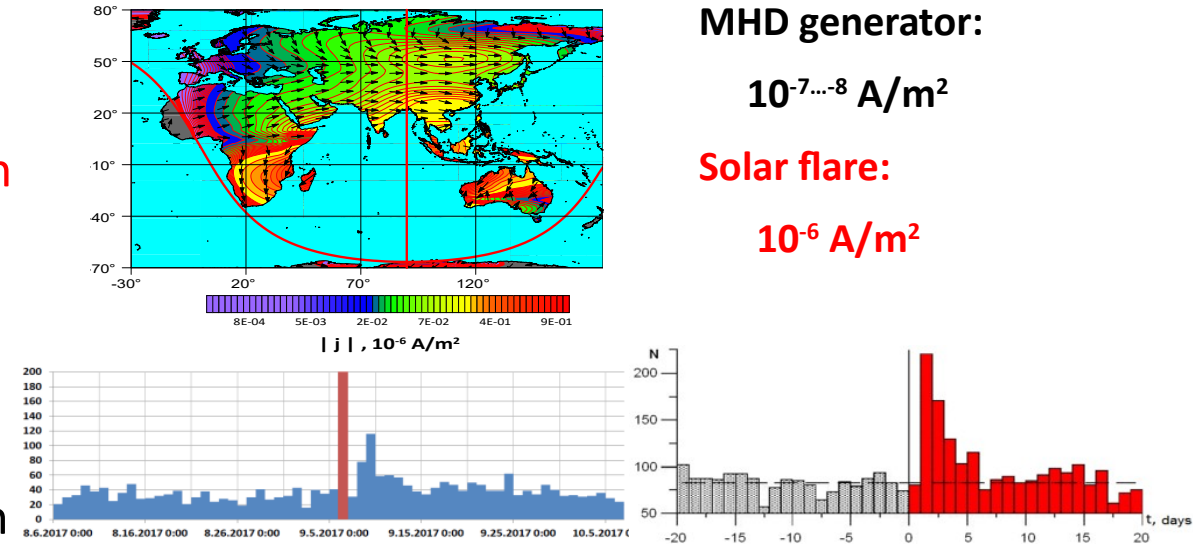 80°
50°
20°
-10°
-40°
-70°
-30° 20° 70° 120°
8E-04 5E-03 2E-02 7E-02 4E-01 9E-01
| j | , 10⁻⁶ A/m²
MHD generator:
10⁻⁷···⁻⁸ A/m²
Solar flare:
10⁻⁶ A/m²
n
n
200
180
160
140
120
100
80
60
40
20
0
8.6.2017 0:00 8.16.2017 0:00 8.26.2017 0:00 9.5.2017 0:00 9.15.2017 0:00 9.25.2017 0:00 10.5.2017 0
N
200
150
100
50
-20 -15 -10 -5 0 5 10 15 20
t, days